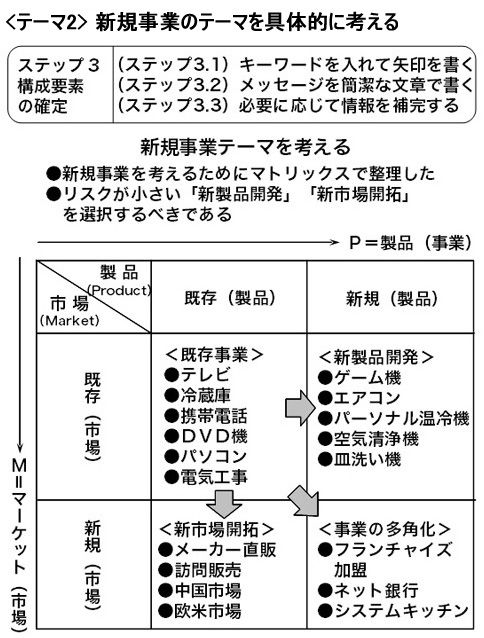 <テーマ2> 新規事業のテーマを具体的に考える
ステップ3
構成要素
の確定
(ステップ3.1) キーワードを入れて矢印を書く
(ステップ3.2) メッセージを簡潔な文章で書く
(ステップ3.3) 必要に応じて情報を補完する
新規事業テーマを考える
●新規事業を考えるためにマトリックスで整理した
●リスクが小さい「新製品開発」「新市場開拓」
を選択するべきである
P=製品(事業)
M=マーケット(市場)
製品
(Product)
市場
(Market)
既存(製品)
新規(製品)
既存(市場)
<既存事業>
●テレビ
●冷蔵庫
●携帯電話
●DVD機
●パソコン
●電気工事
<新製品開発>
●ゲーム機
●エアコン
●パーソナル温冷機
●空気清浄機
●皿洗い機
新規(市場)
<新市場開拓>
●メーカー直販
●訪問販売
●中国市場
●欧米市場
<事業の多角化>
●フランチャイズ
加盟
●ネット銀行
●システムキッチン